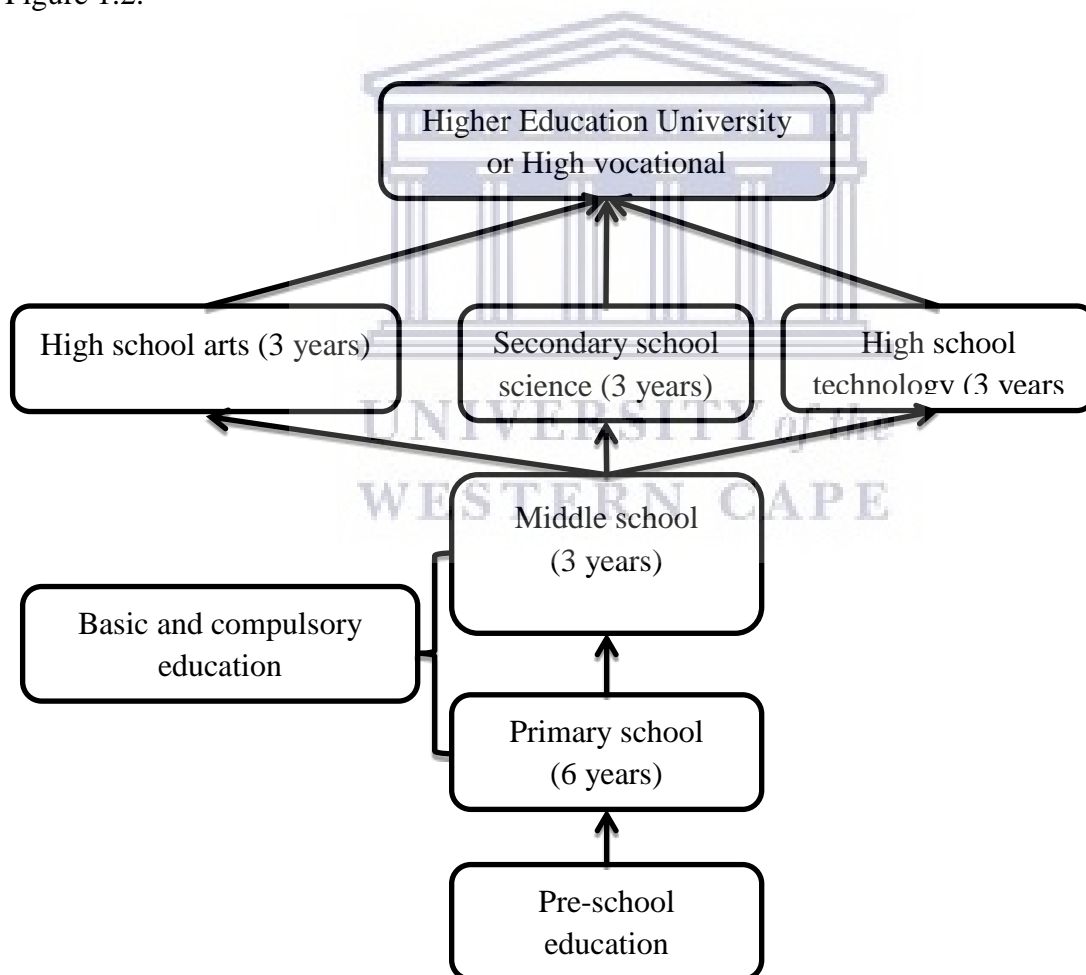 Figure 1.2.
Higher Education University
or High vocational
High school arts (3 years)
Secondary school
science (3 years)
High school
technology (3 years
UNIVERSITY of the
WESTERN CAPE
Middle school
(3 years)
Basic and compulsory
education
Primary school
(6 years)
Pre-school
education